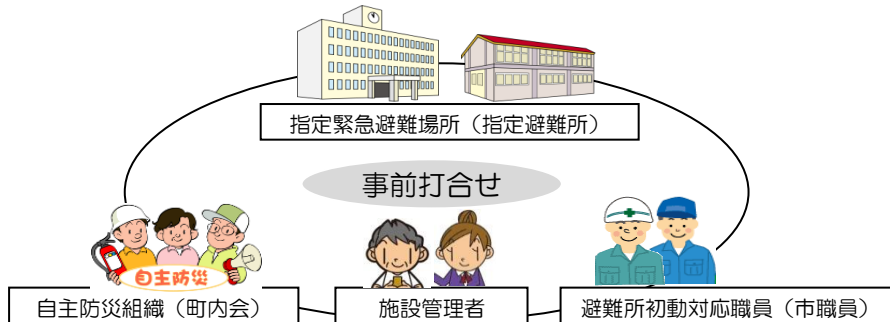 指定緊急避難場所（指定避難所）
事前打合せ
自主防災
自主防災組織（町内会）
施設管理者
避難所初動対応職員（市職員）